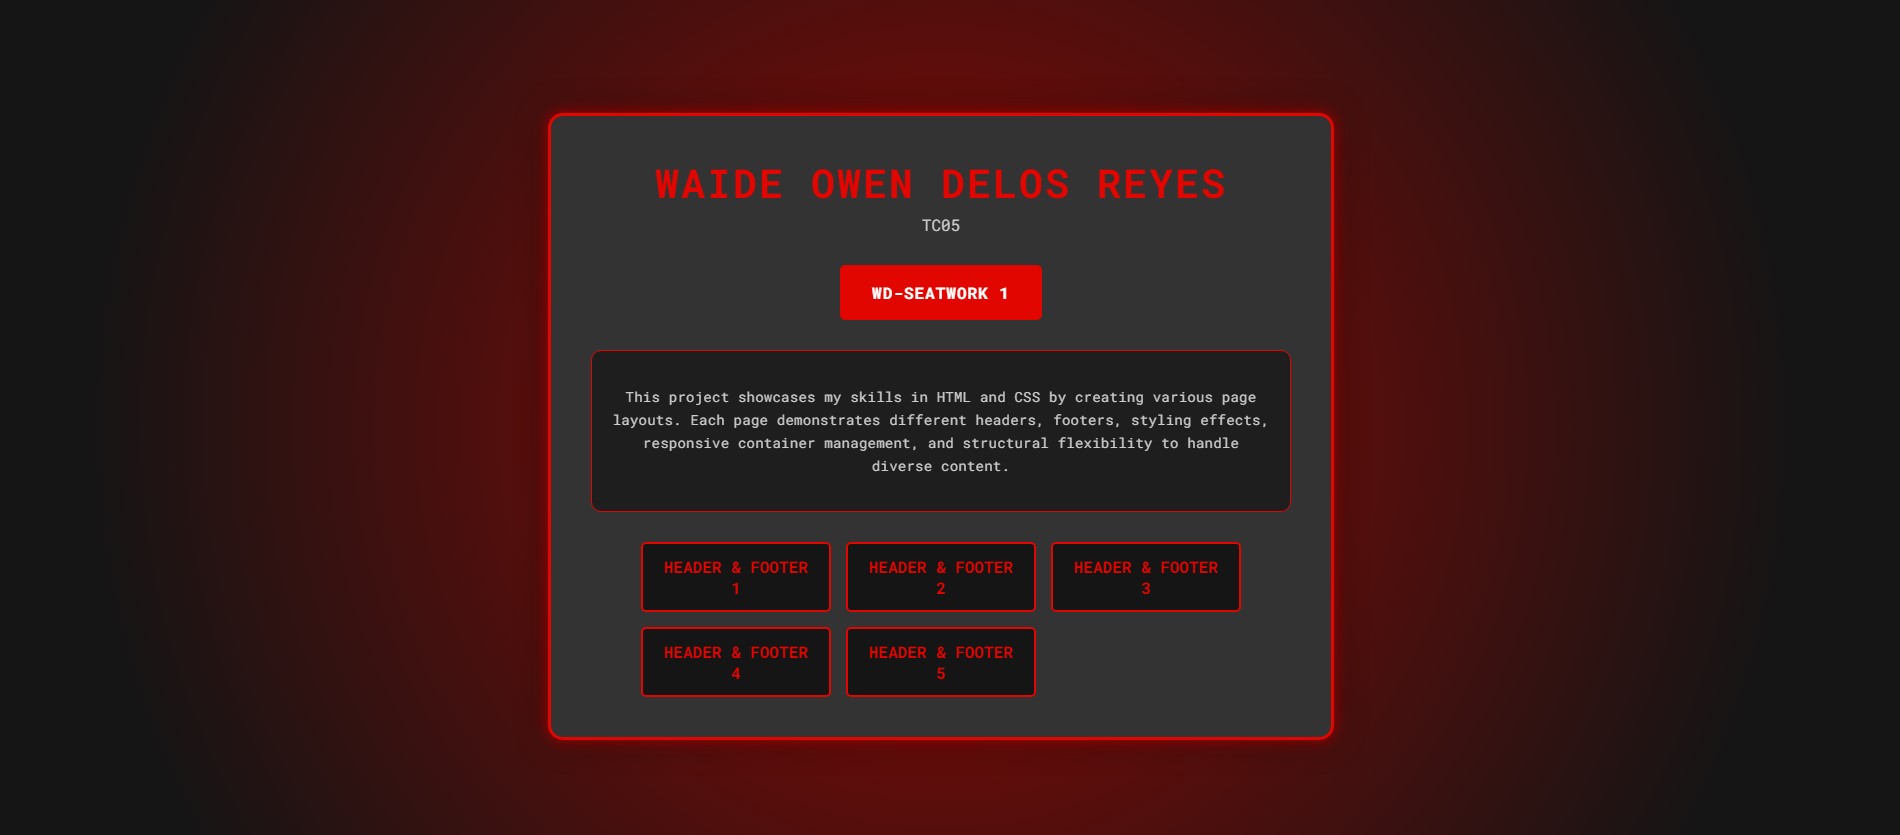 WAIDE OWEN DELOS REYES
TC05
WD-SEATWORK 1
This project showcases my skills in HTML and CSS by creating various page
layouts. Each page demonstrates different headers, footers, styling effects,
responsive container management, and structural flexibility to handle
diverse content.
HEADER & FOOTER
1
HEADER & FOOTER
2
HEADER & FOOTER
3
HEADER & FOOTER
4
HEADER & FOOTER
5